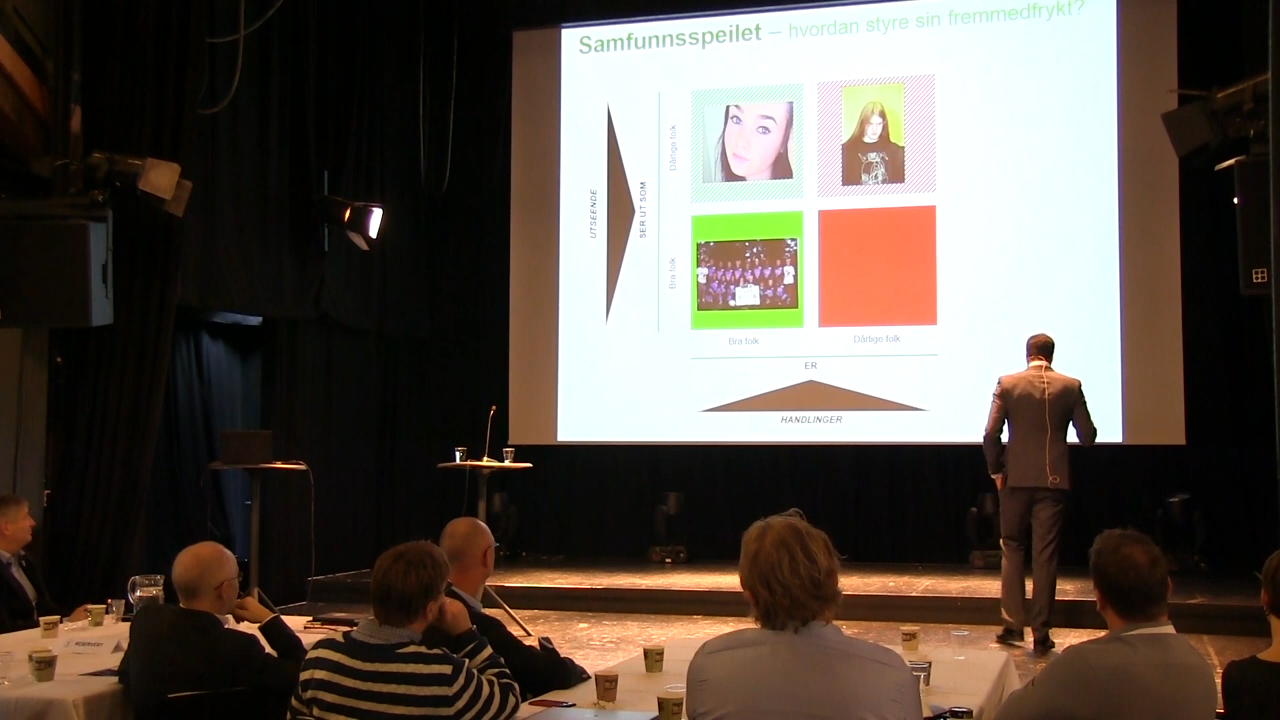 Samfunnsspeilet – hvordan styre sin fremmedfrykt?
UTSEENDE
SER UT SOM
Dårlige folk
Bra folk
Bra folk
Dårlige folk
ER
HANDLINGER
RESERVERT